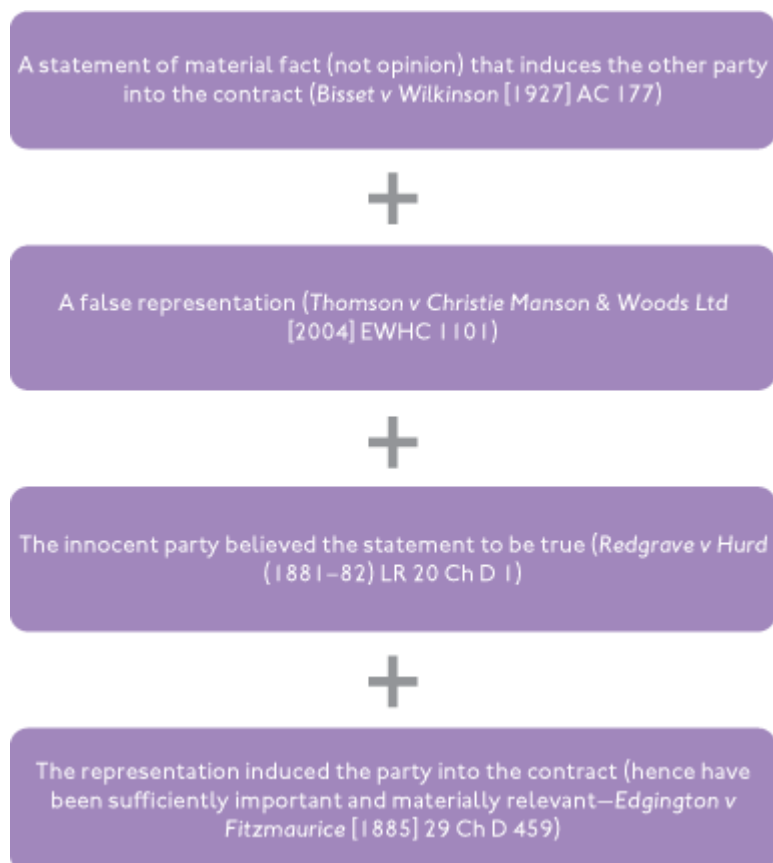 A statement of material fact (not opinion) that induces the other party
into the contract (Bisset v Wilkinson [1927] AC 177)
+
A false representation (Thomson v Christie Manson & Woods Ltd
[2004] EWHC 1101)
+
The innocent party believed the statement to be true (Redgrave v Hurd
(1881–82) LR 20 Ch D 1)
+
The representation induced the party into the contract (hence have
been sufficiently important and materially relevant—Edgington v
Fitzmaurice [1885] 29 Ch D 459)